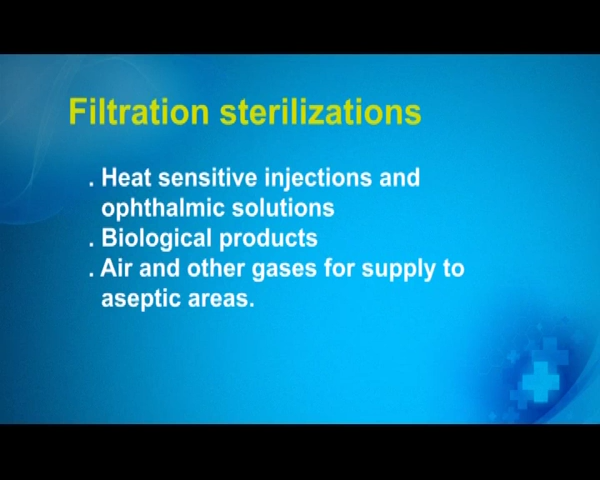 Filtration sterilizations
. Heat sensitive injections and
ophthalmic solutions
. Biological products
. Air and other gases for supply to
aseptic areas.